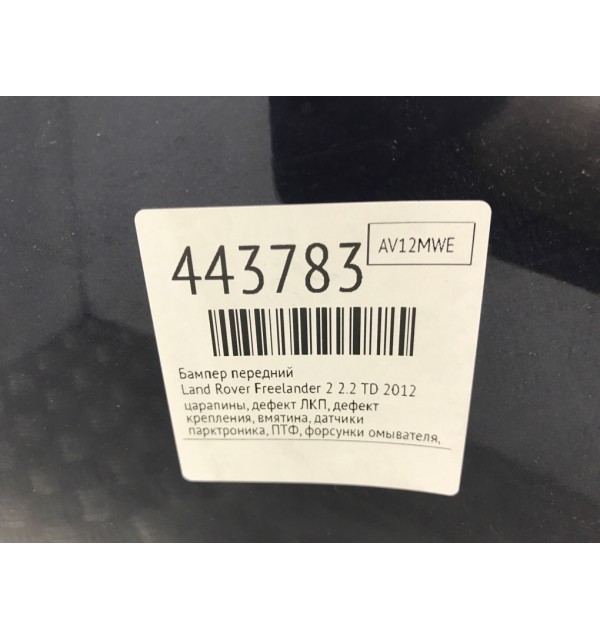 443783
AV12MWE
Бампер передний
Land Rover Freelander 2 2.2 TD 2012
царапины, дефект ЛКП, дефект
крепления, вмятина, датчики
парктроника, ПТФ, форсунки омывателя,